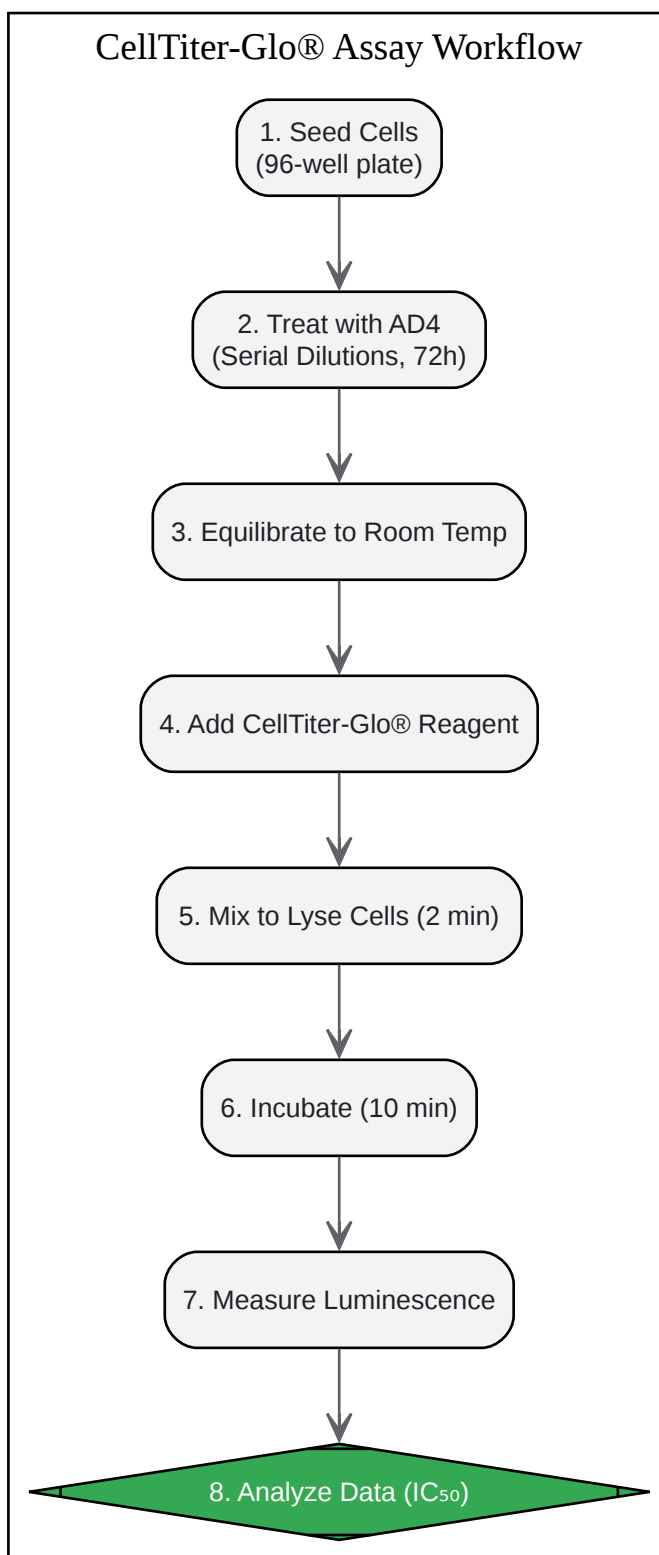 CellTiter-Glo® Assay Workflow
1. Seed Cells
(96-well plate)
2. Treat with AD4
(Serial Dilutions, 72h)
3. Equilibrate to Room Temp
4. Add CellTiter-Glo® Reagent
5. Mix to Lyse Cells (2 min)
6. Incubate (10 min)
7. Measure Luminescence
8. Analyze Data (IC₅₀)